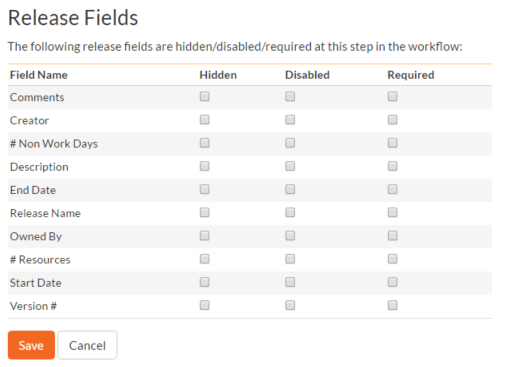 Release Fields
The following release fields are hidden/disabled/required at this step in the workflow:
Field Name Hidden Disabled Required
Comments
Creator
# Non Work Days
Description
End Date
Release Name
Owned By
# Resources
Start Date
Version #
Save Cancel